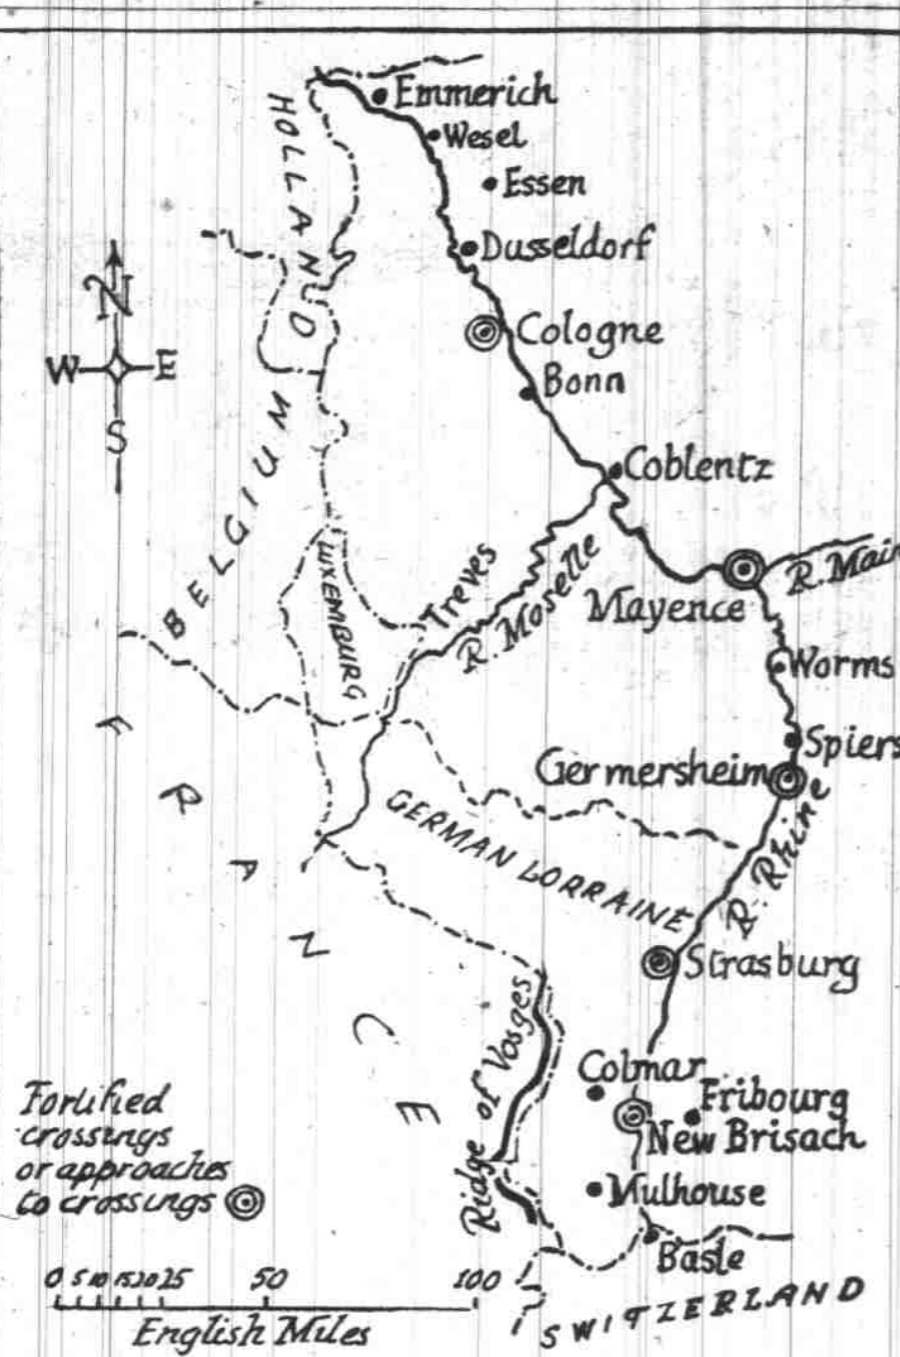 Emmerich
HOLLAND
Wesel
Essen
Dusseldorf
N
W E
S
Cologne
Bonn
BELGIUM
Coblentz
LUXEMBURG
Treves
R. Moselle
Mayence
R. Main
Worms
Spiers
Germersheim
FRANCE
GERMAN LORRAINE
R. Rhine
Strasburg
Ridge of Vosges
Colmar
Fribourg
New Brisach
Mulhouse
Basle
SWITZERLAND
Fortified
crossings
or approaches
to crossings
0 5 10 15 20 25 50 100
English Miles